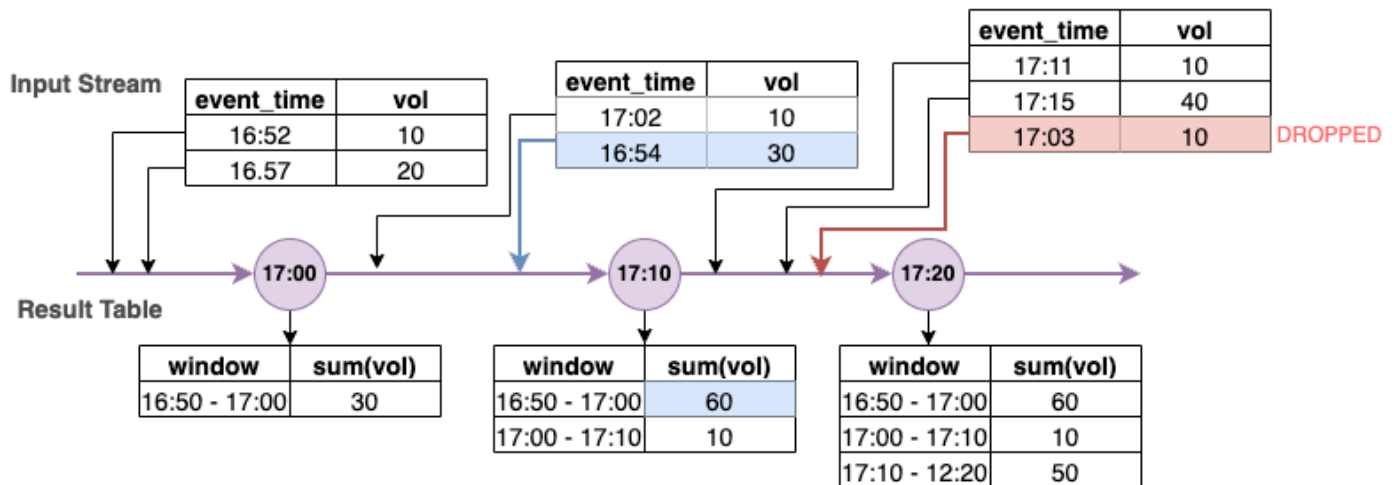 Input Stream
event_time vol
16:52 10
16.57 20
event_time vol
17:02 10
16:54 30
event_time vol
17:11 10
17:15 40
17:03 10 DROPPED
17:00 17:10 17:20
Result Table
window sum(vol)
16:50 - 17:00 30
window sum(vol)
16:50 - 17:00 60
17:00 - 17:10 10
window sum(vol)
16:50 - 17:00 60
17:00 - 17:10 10
17:10 - 12:20 50